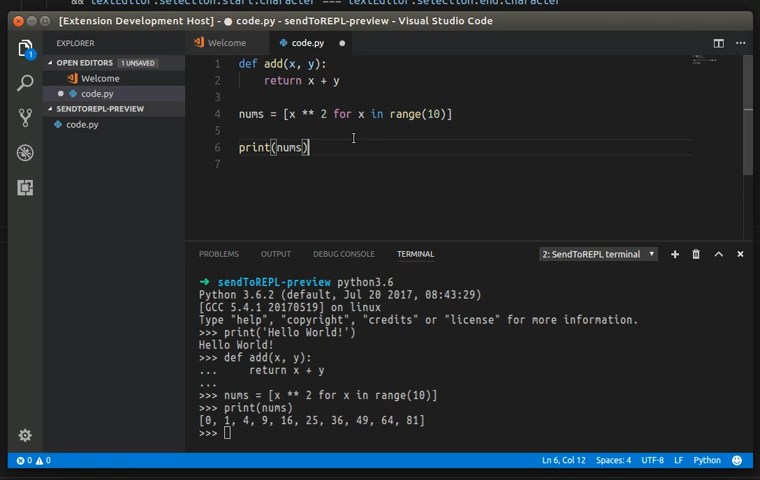 && textEditor.selection.start.character === textEditor.selection.end.character
[Extension Development Host] ● code.py - sendToREPL-preview - Visual Studio Code
EXPLORER
OPEN EDITORS 1 UNSAVED
Welcome
code.py
SENDTOREPL-PREVIEW
code.py
1
Welcome
code.py
1 def add(x, y):
2     return x + y
3
4 nums = [x ** 2 for x in range(10)]
5
6 print(nums)
7
PROBLEMS OUTPUT DEBUG CONSOLE TERMINAL 2: SendToREPL terminal
➜ sendToREPL-preview python3.6
Python 3.6.2 (default, Jul 20 2017, 08:43:29)
[GCC 5.4.1 20170519] on linux
Type "help", "copyright", "credits" or "license" for more information.
>>> print('Hello World!')
Hello World!
>>> def add(x, y):
...     return x + y
...
>>> nums = [x ** 2 for x in range(10)]
>>> print(nums)
[0, 1, 4, 9, 16, 25, 36, 49, 64, 81]
>>>
0 0 Ln 6, Col 12 Spaces: 4 UTF-8 LF Python